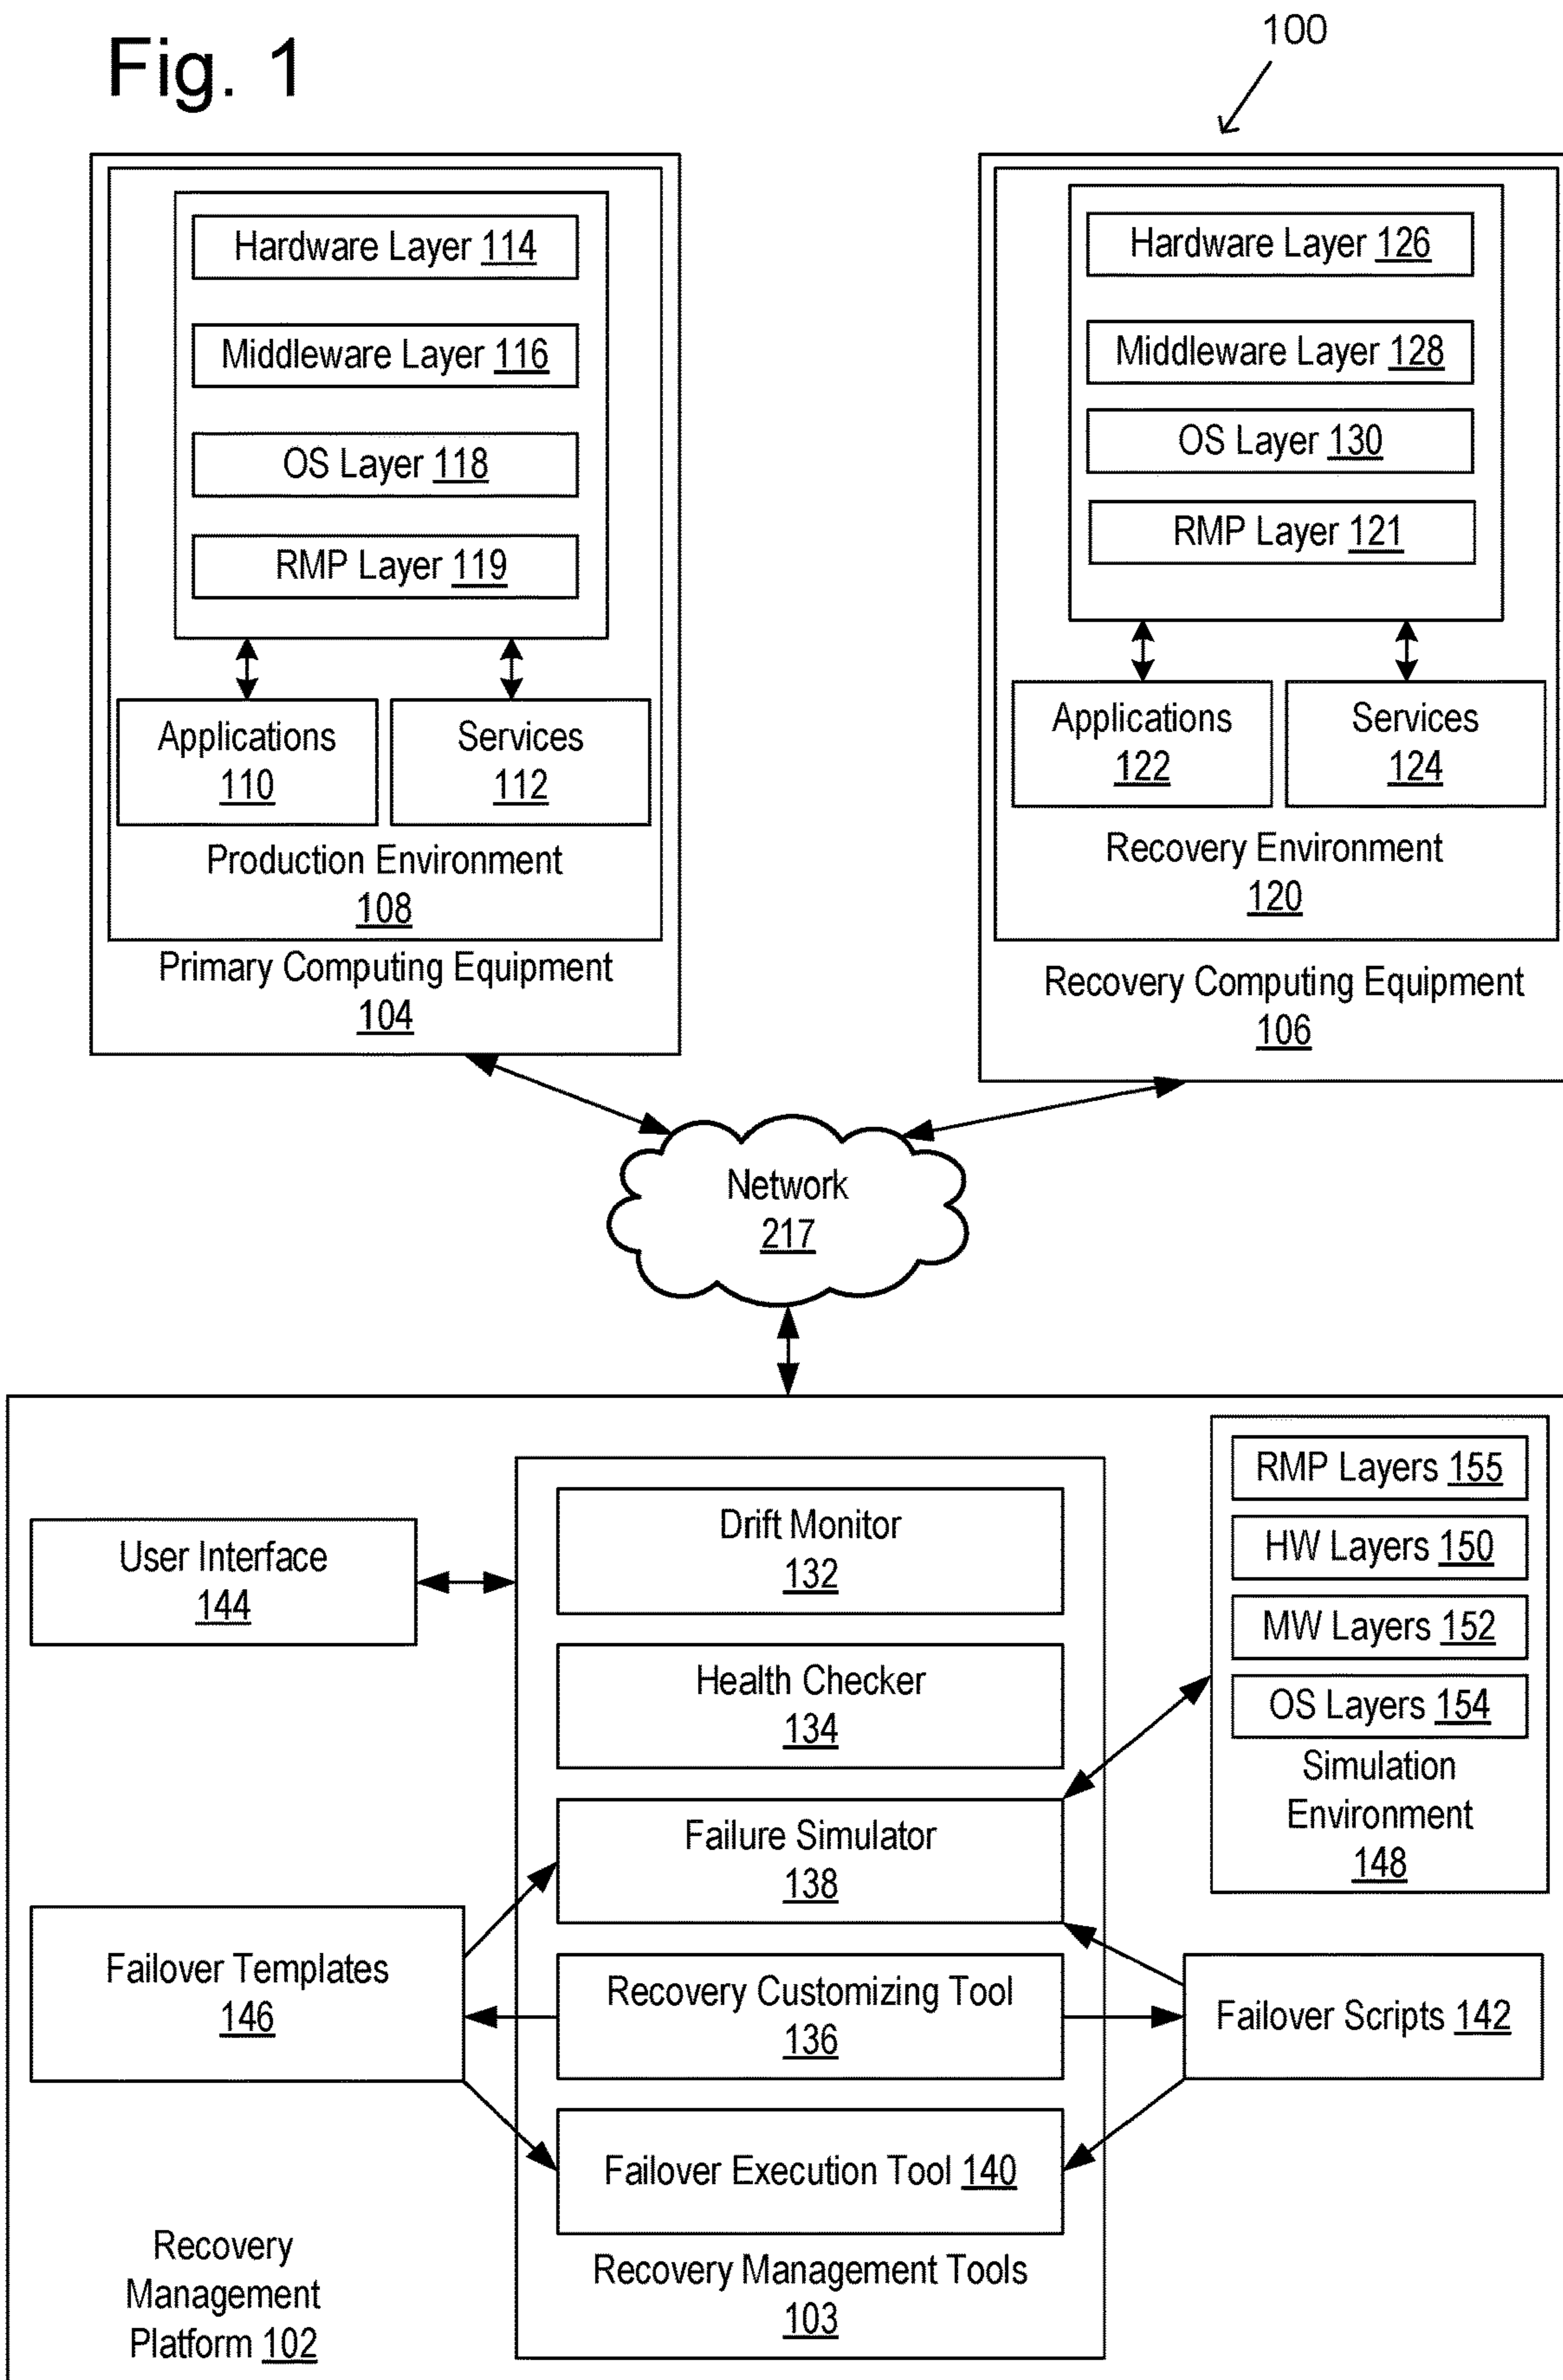 Fig. 1
100
Hardware Layer 114
Middleware Layer 116
OS Layer 118
RMP Layer 119
Applications
110
Services
112
Production Environment
108
Primary Computing Equipment
104
Hardware Layer 126
Middleware Layer 128
OS Layer 130
RMP Layer 121
Applications
122
Services
124
Recovery Environment
120
Recovery Computing Equipment
106
Network
217
User Interface
144
Drift Monitor
132
Health Checker
134
Failure Simulator
138
Recovery Customizing Tool
136
Failover Execution Tool 140
Recovery Management Tools
103
RMP Layers 155
HW Layers 150
MW Layers 152
OS Layers 154
Simulation
Environment
148
Failover Templates
146
Failover Scripts 142
Recovery
Management
Platform 102